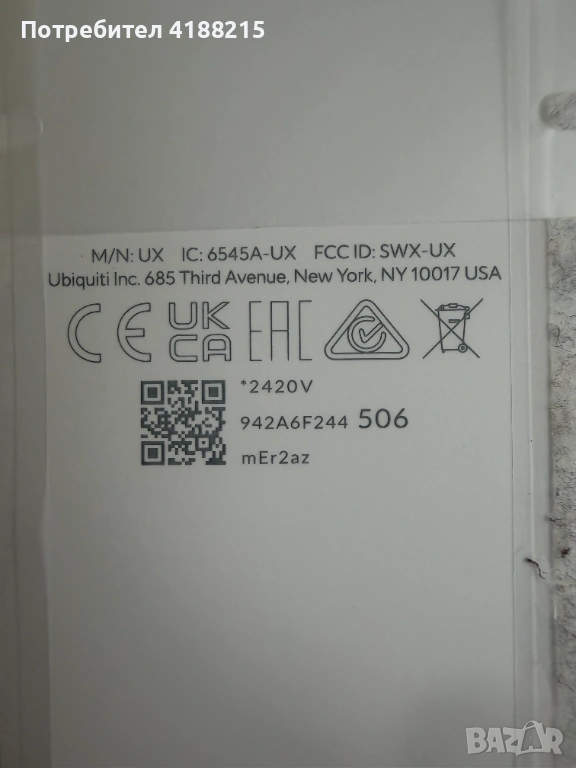 Потребител 4188215
M/N: UX IC: 6545A-UX FCC ID: SWX-UX
Ubiquiti Inc. 685 Third Avenue, New York, NY 10017 USA
CE UK CA EAC
*2420V
942A6F244 506
mEr2az
BAZAR